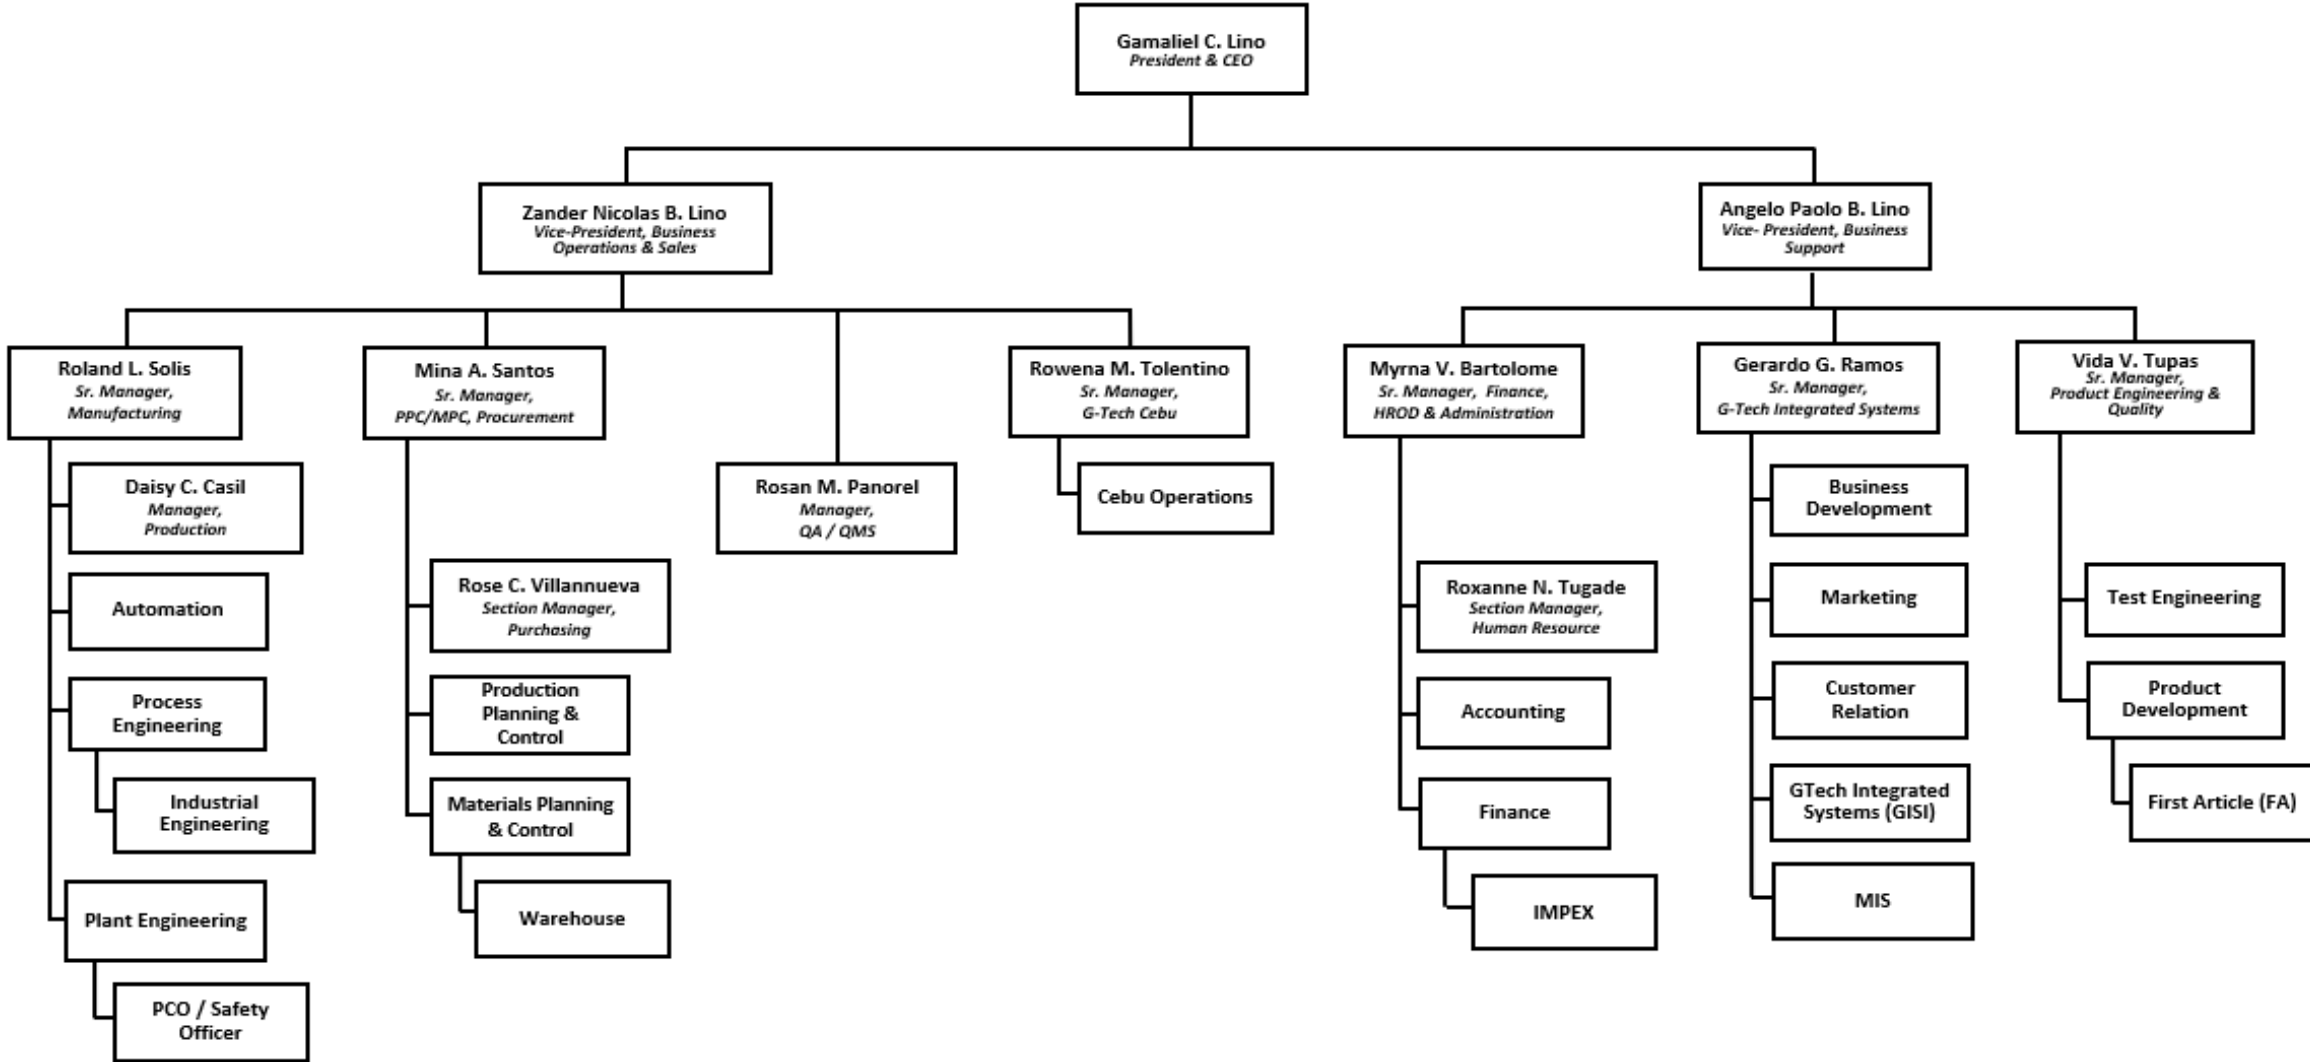 Gamaliel C. Lino
President & CEO
Zander Nicolas B. Lino
Vice-President, Business
Operations & Sales
Angelo Paolo B. Lino
Vice- President, Business
Support
Roland L. Solis
Sr. Manager,
Manufacturing
Mina A. Santos
Sr. Manager,
PPC/MPC, Procurement
Rowena M. Tolentino
Sr. Manager,
G-Tech Cebu
Myrna V. Bartolome
Sr. Manager, Finance,
HROD & Administration
Gerardo G. Ramos
Sr. Manager,
G-Tech Integrated Systems
Vida V. Tupas
Sr. Manager,
Product Engineering &
Quality
Daisy C. Casil
Manager,
Production
Rosan M. Panorel
Manager,
QA / QMS
Cebu Operations
Business
Development
Automation
Rose C. Villannueva
Section Manager,
Purchasing
Roxanne N. Tugade
Section Manager,
Human Resource
Marketing
Test Engineering
Process
Engineering
Production
Planning &
Control
Accounting
Customer
Relation
Product
Development
Industrial
Engineering
Materials Planning
& Control
Finance
GTech Integrated
Systems (GISI)
First Article (FA)
Plant Engineering
Warehouse
IMPEX
MIS
PCO / Safety
Officer